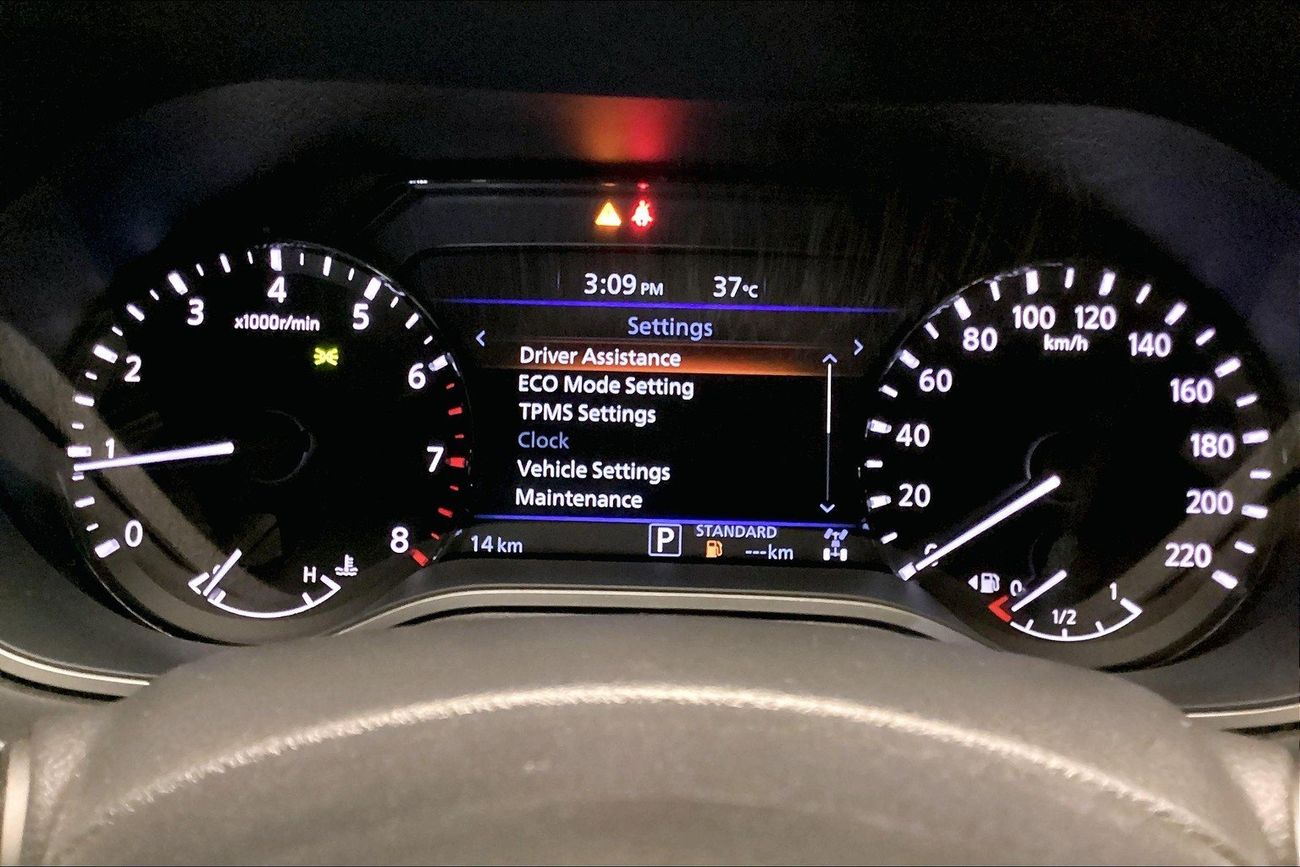 3:09 PM 37°C
Settings
Driver Assistance
ECO Mode Setting
TPMS Settings
Clock
Vehicle Settings
Maintenance
14 km P STANDARD
---km
0 1 2 3 4 5 6 7 8
x1000r/min
H
0 20 40 60 80 100 120 140 160 180 200 220
km/h
0 1/2 1